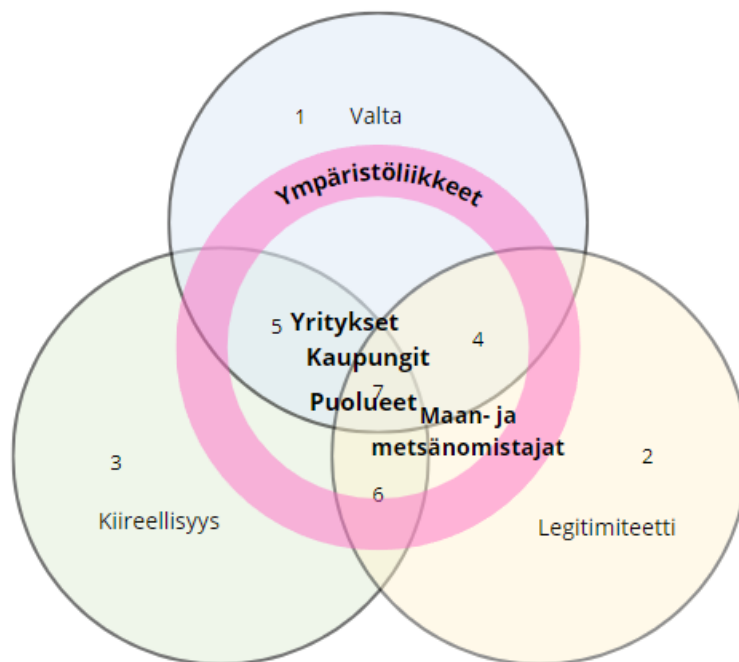 1 Valta
Ympäristöliikkeet
5 Yritykset 4
Kaupungit
7
Puolueet
Maan- ja
metsänomistajat
3
2
6
Kiireellisyys
Legitimiteetti